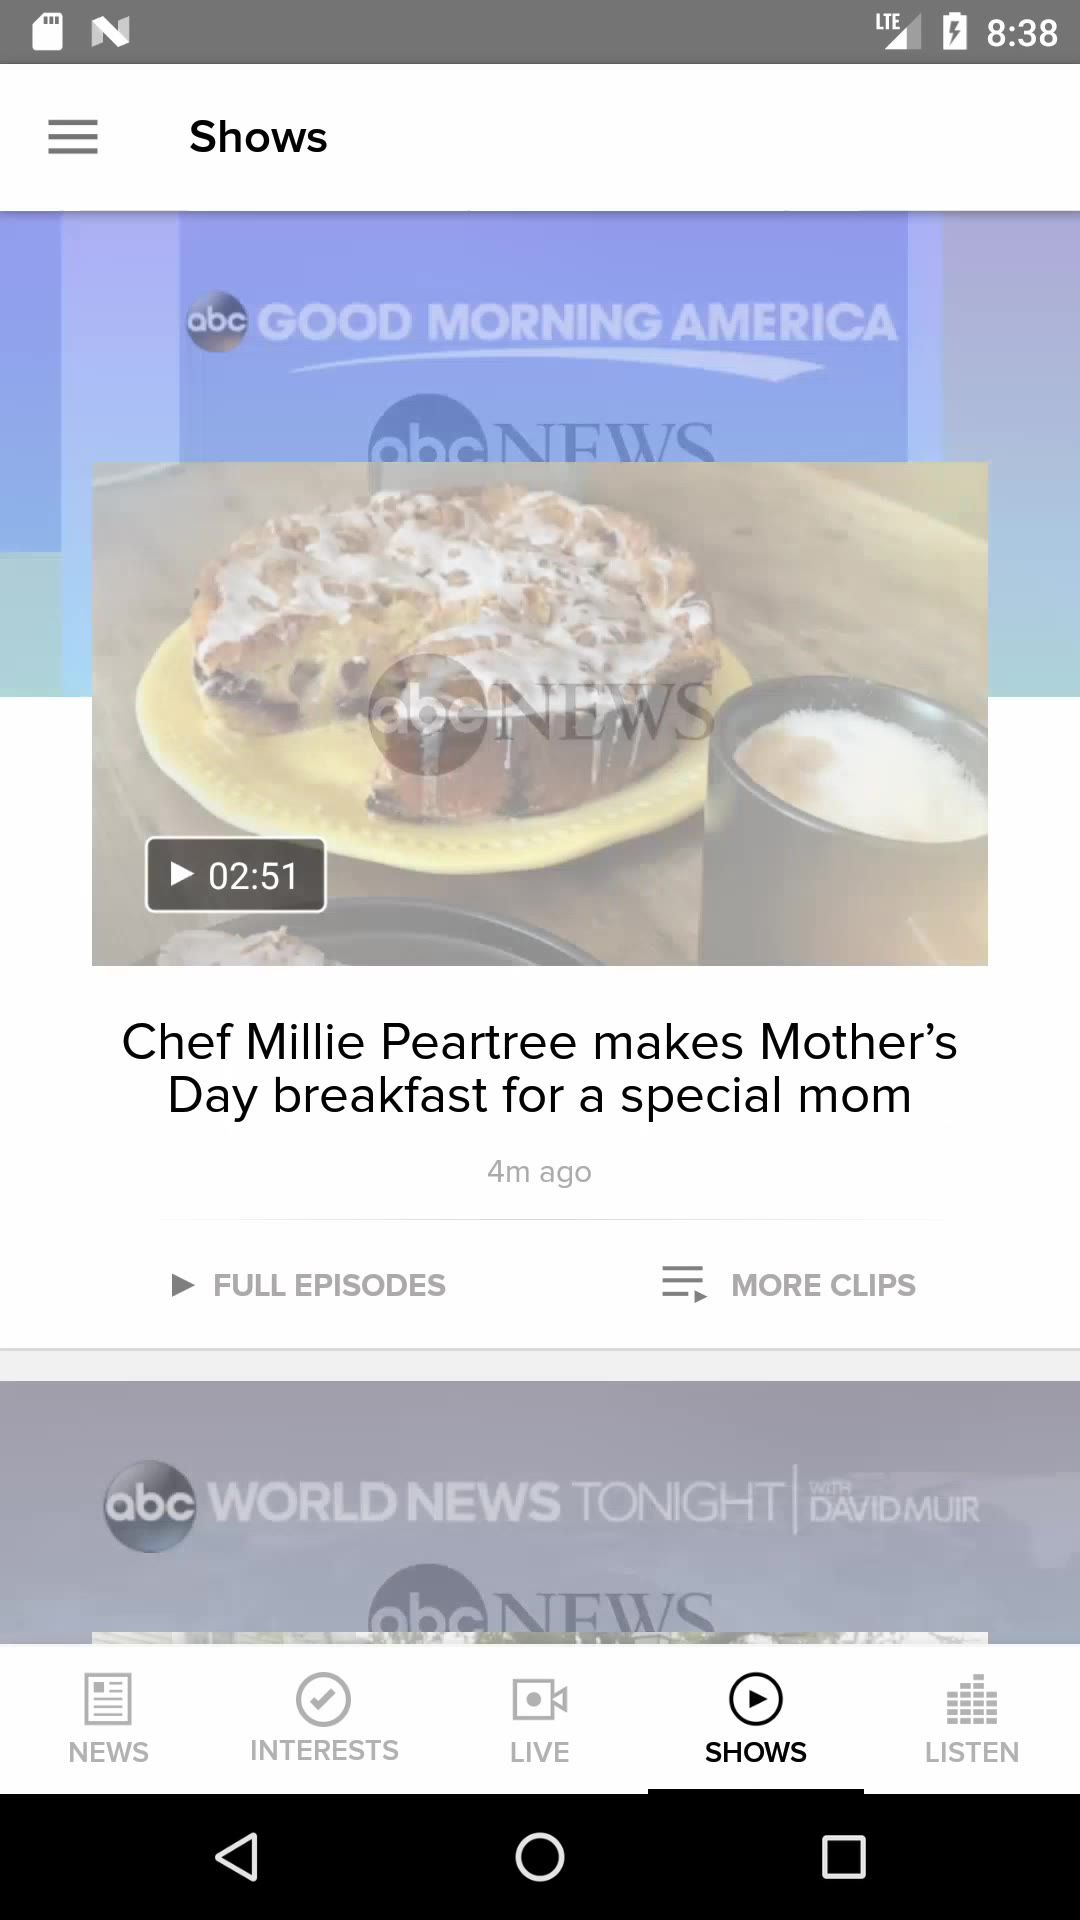 LTE 8:38
Shows
abc GOOD MORNING AMERICA
abc NEWS
abc NEWS
02:51
Chef Millie Peartree makes Mother’s
Day breakfast for a special mom
4m ago
FULL EPISODES MORE CLIPS
abc WORLD NEWS TONIGHT WITH DAVID MUIR
abc NEWS
NEWS INTERESTS LIVE SHOWS LISTEN